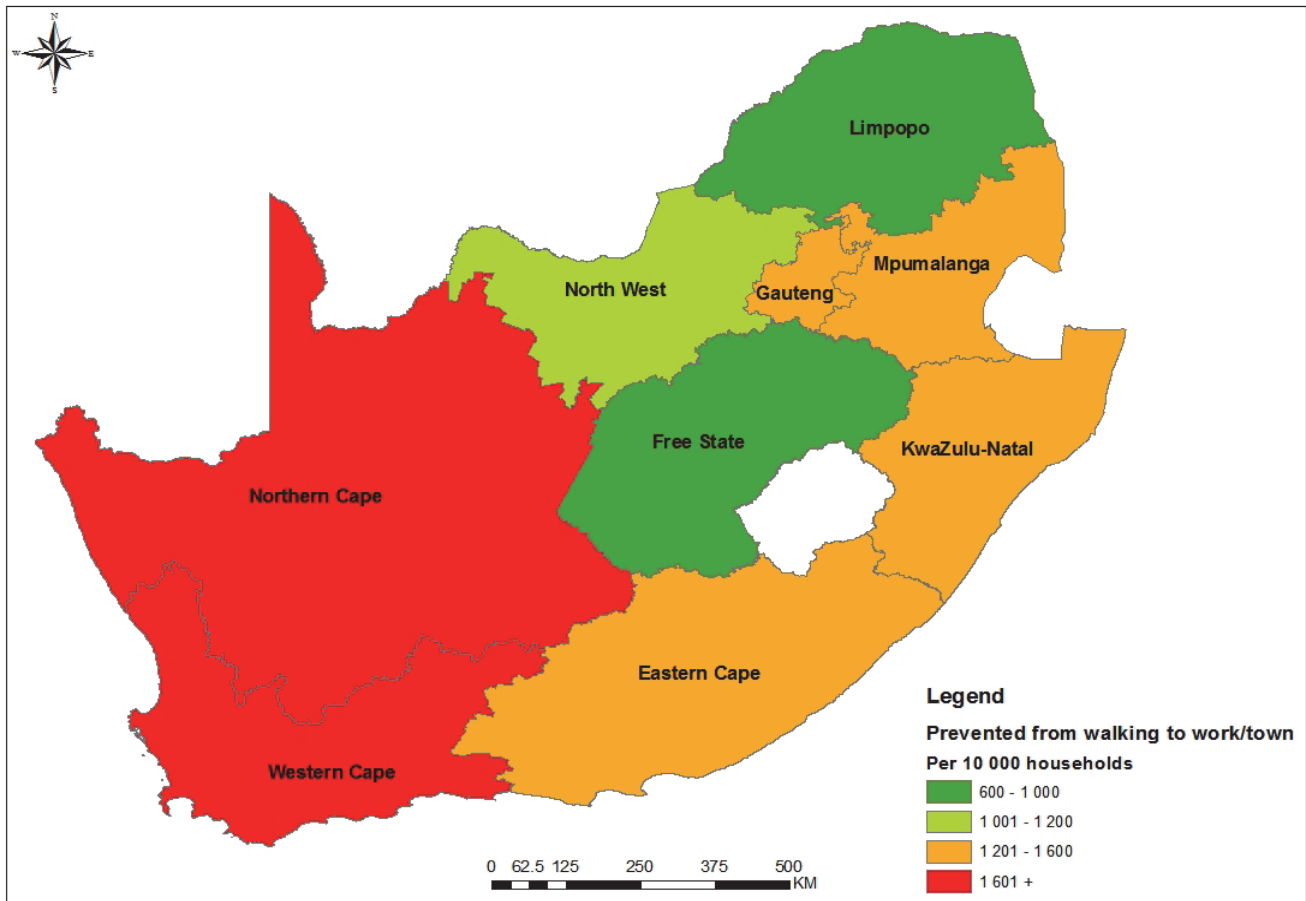 N
W
E
S
Limpopo
Mpumalanga
North West
Gauteng
Free State
KwaZulu-Natal
Northern Cape
Eastern Cape
Western Cape
Legend
Prevented from walking to work/town
Per 10 000 households
600 - 1 000
1 001 - 1 200
1 201 - 1 600
1 601 +
0 62.5 125 250 375 500
KM